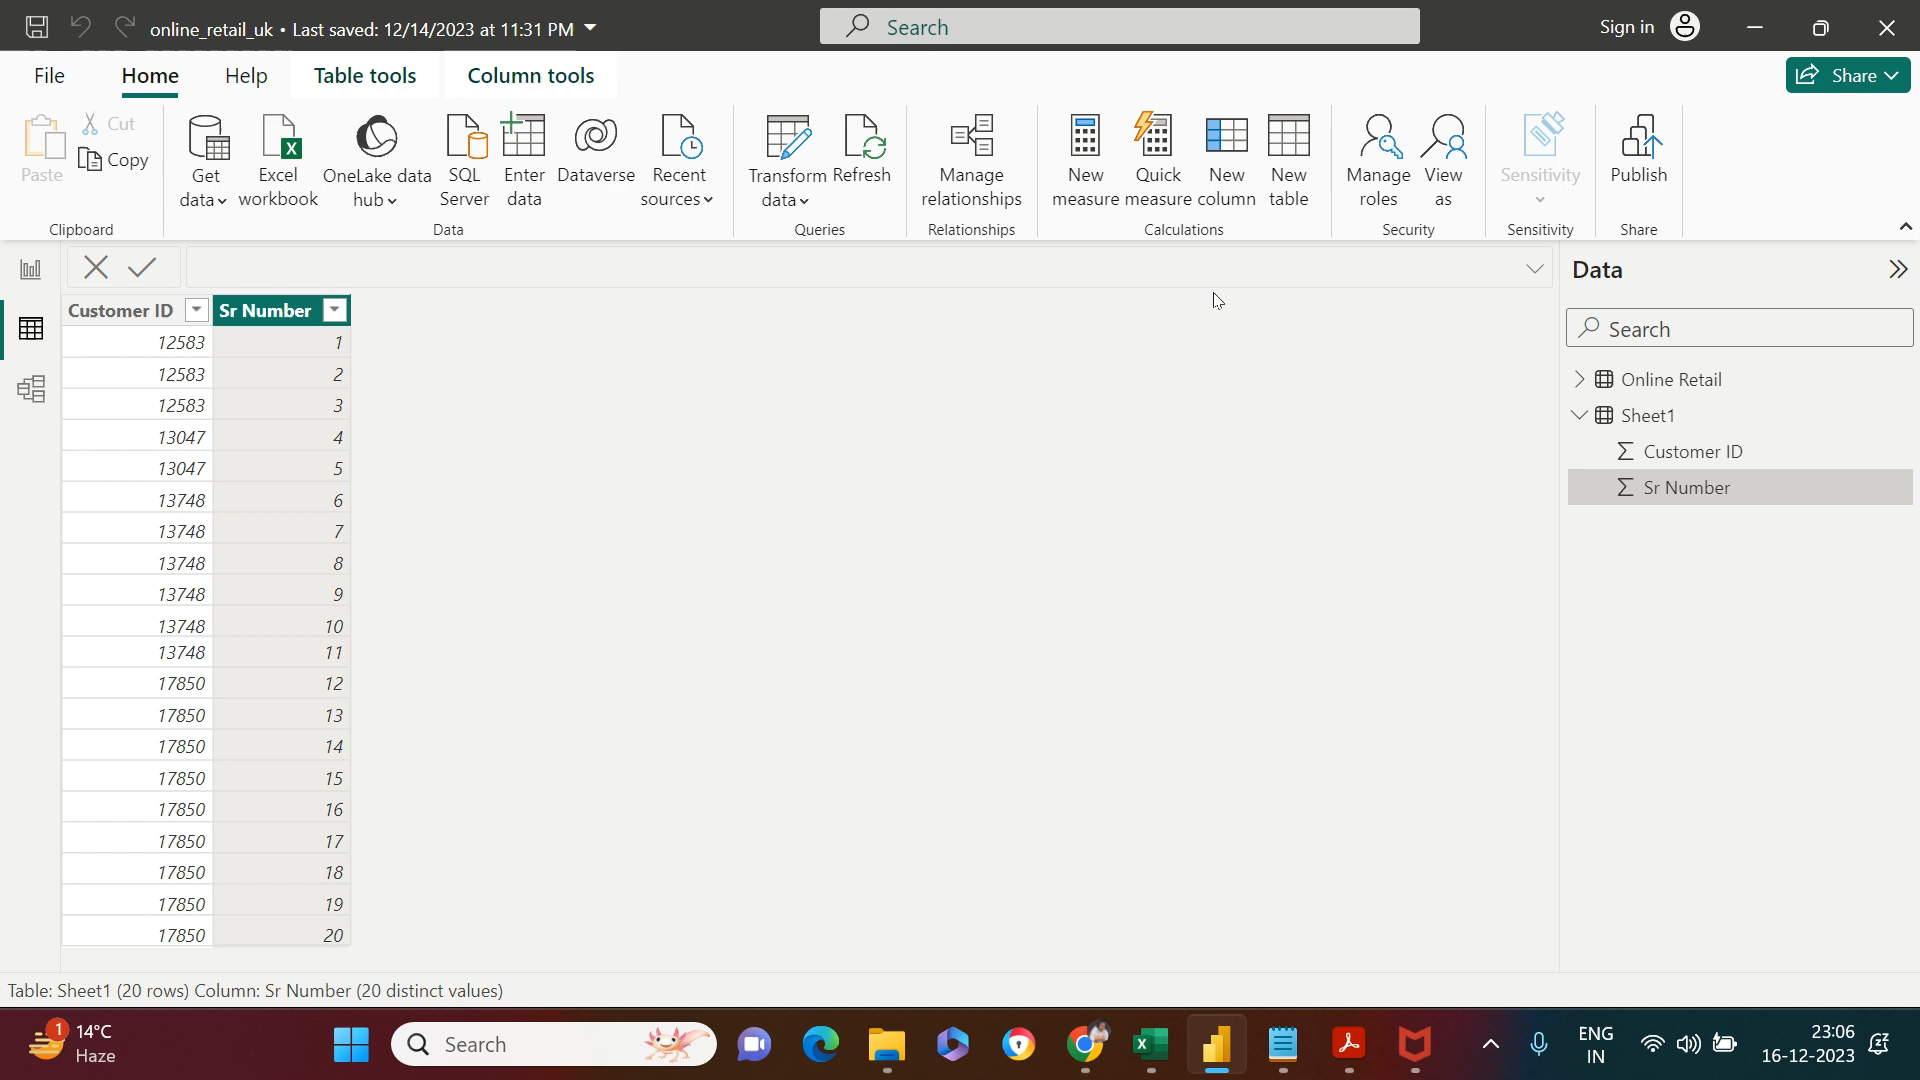 online_retail_uk • Last saved: 12/14/2023 at 11:31 PM
Search
Sign in
File
Home
Help
Table tools
Column tools
Share
Paste
Cut
Copy
Clipboard
Get data
Excel workbook
OneLake data hub
SQL Server
Enter data
Dataverse
Recent sources
Data
Transform data
Refresh
Queries
Manage relationships
Relationships
New measure
Quick measure
New column
New table
Calculations
Manage roles
View as
Security
Sensitivity
Sensitivity
Publish
Share
Customer ID Sr Number
12583 1
12583 2
12583 3
13047 4
13047 5
13748 6
13748 7
13748 8
13748 9
13748 10
13748 11
17850 12
17850 13
17850 14
17850 15
17850 16
17850 17
17850 18
17850 19
17850 20
Data
Search
Online Retail
Sheet1
Customer ID
Sr Number
Table: Sheet1 (20 rows) Column: Sr Number (20 distinct values)
1
14°C
Haze
Search
ENG
IN
23:06
16-12-2023